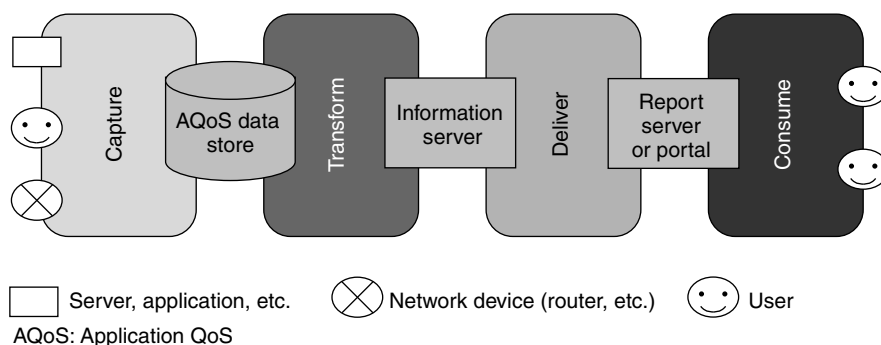 Capture
AQoS data
store
Transform
Information
server
Deliver
Report
server
or portal
Consume
Server, application, etc.
Network device (router, etc.)
User
AQoS: Application QoS